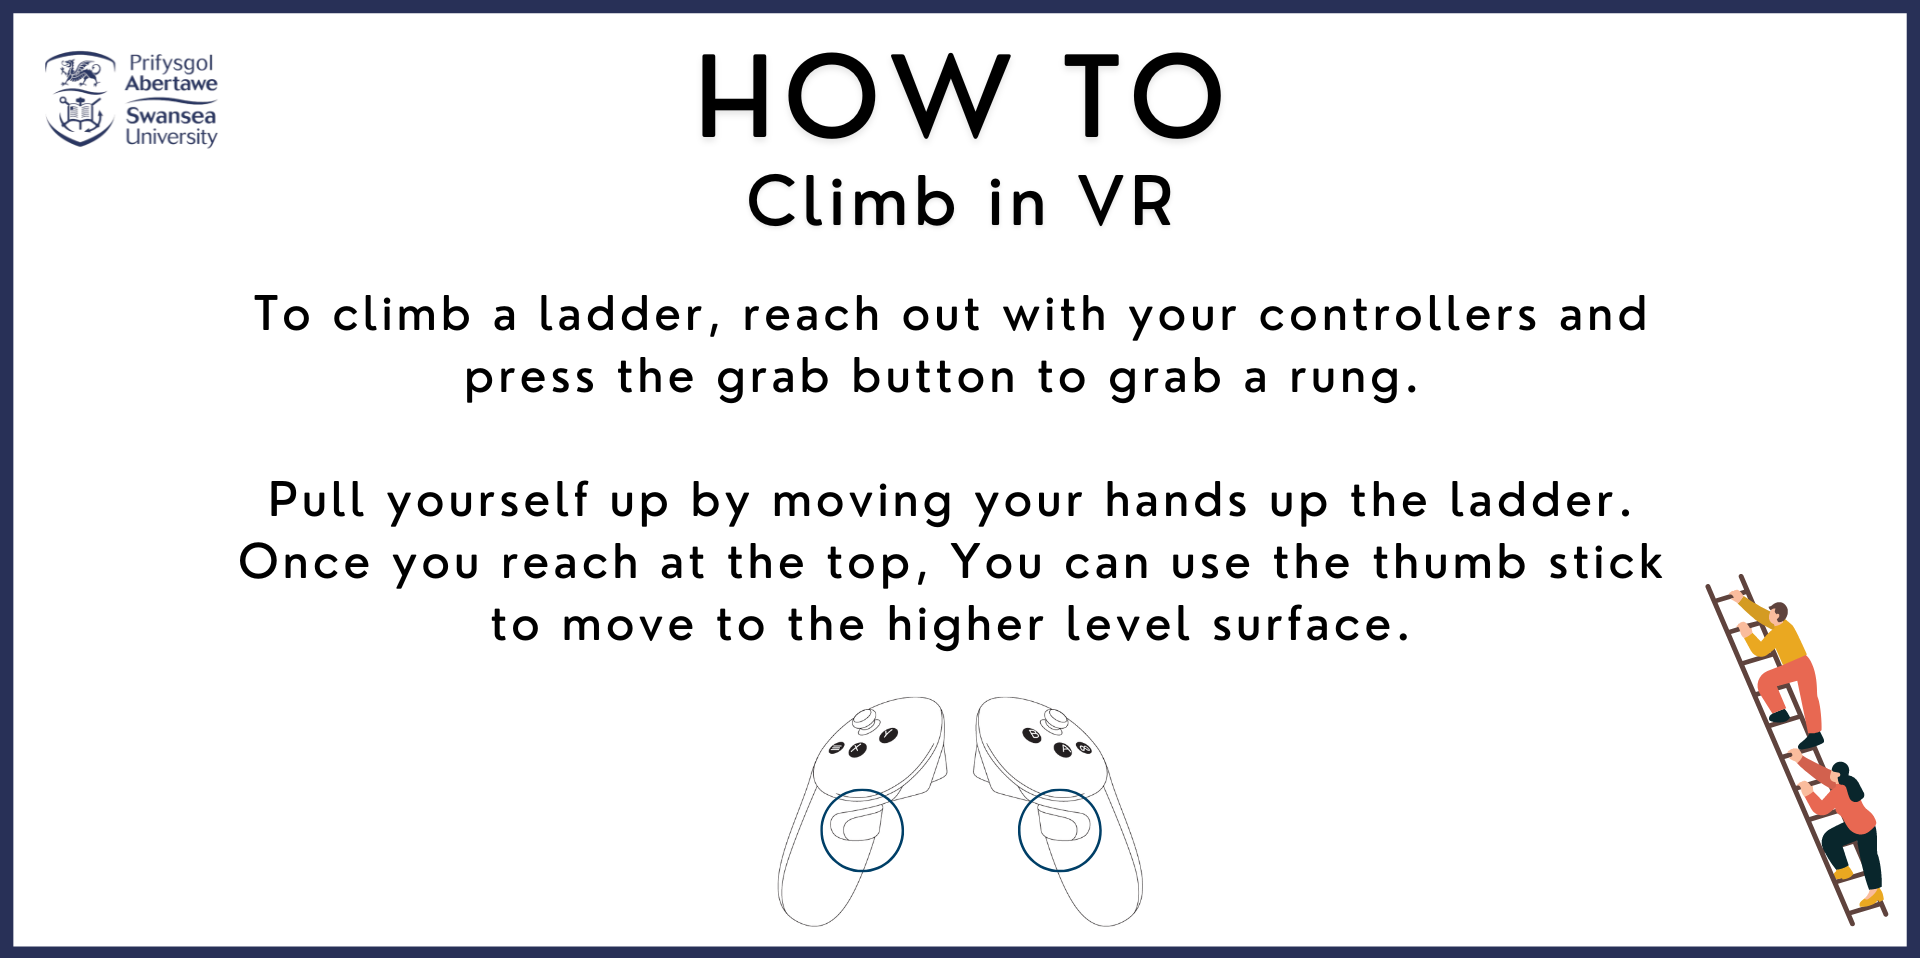 Prifysgol
Abertawe
Swansea
University
HOW TO
Climb in VR
To climb a ladder, reach out with your controllers and
press the grab button to grab a rung.
Pull yourself up by moving your hands up the ladder.
Once you reach at the top, You can use the thumb stick
to move to the higher level surface.
Y
X
B
A